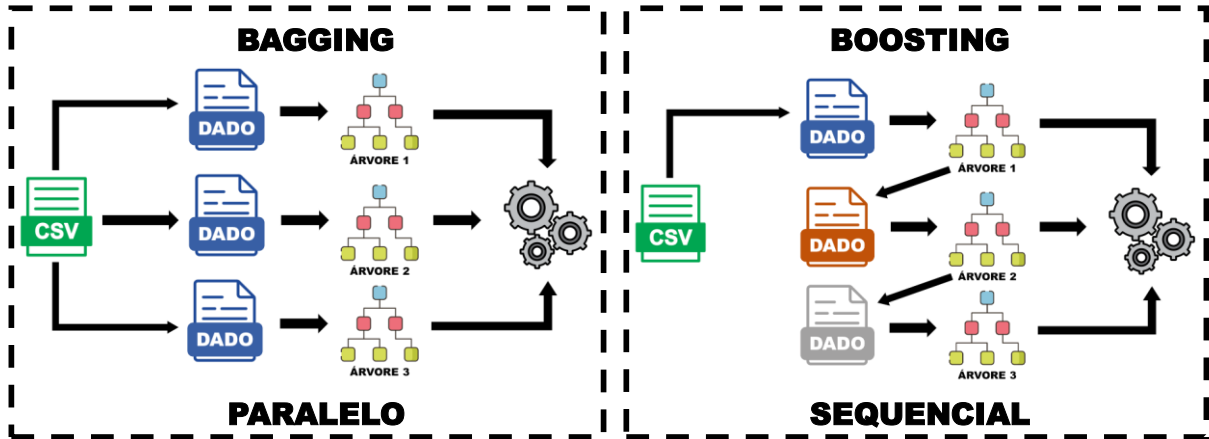 BAGGING
DADO
ÁRVORE 1
CSV
DADO
ÁRVORE 2
DADO
ÁRVORE 3
PARALELO
BOOSTING
DADO
ÁRVORE 1
CSV
DADO
ÁRVORE 2
DADO
ÁRVORE 3
SEQUENCIAL